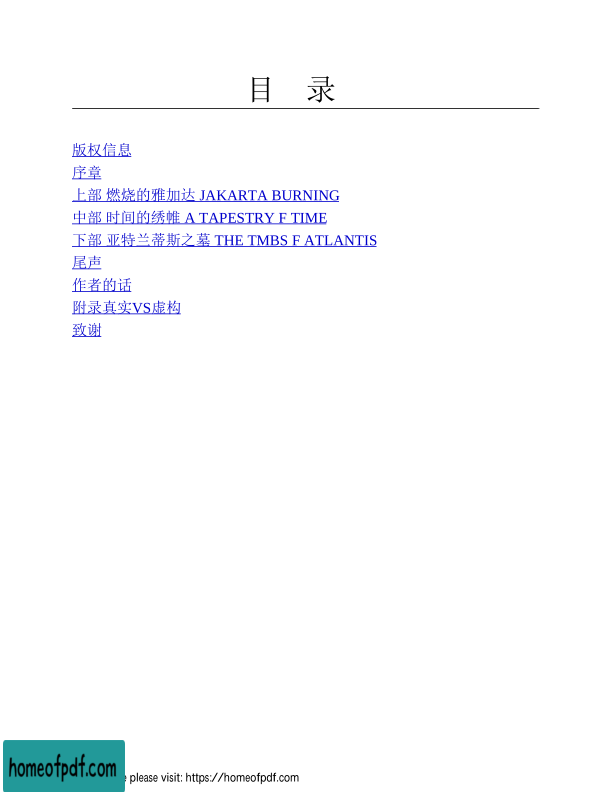 目 录
版权信息
序章
上部 燃烧的雅加达 JAKARTA BURNING
中部 时间的绣帷 A TAPESTRY F TIME
下部 亚特兰蒂斯之墓 THE TMBS F ATLANTIS
尾声
作者的话
附录真实VS虚构
致谢
homeofpdf.com
please visit: https://homeofpdf.com